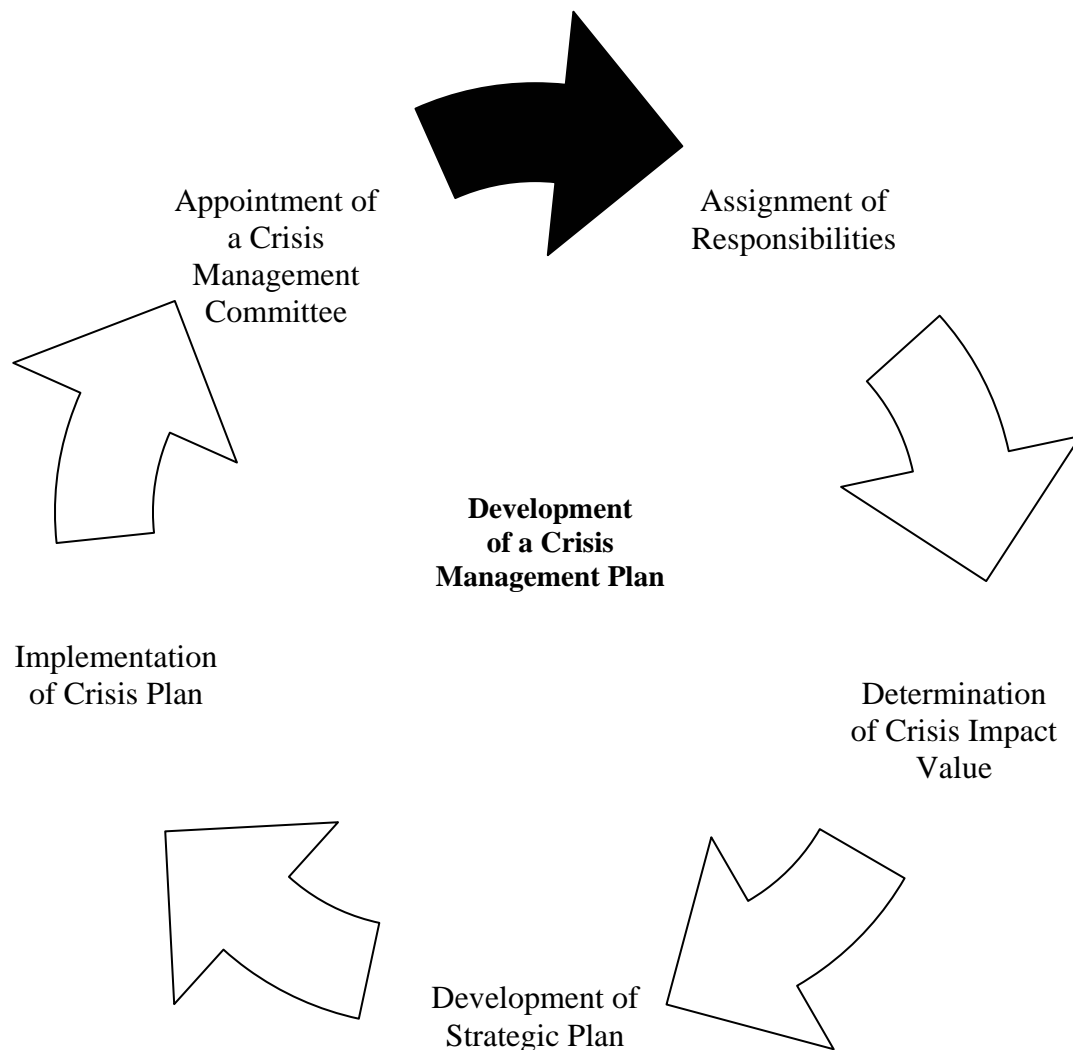 Appointment of
a Crisis
Management
Committee
Assignment of
Responsibilities
Development
of a Crisis
Management Plan
Implementation
of Crisis Plan
Determination
of Crisis Impact
Value
Development of
Strategic Plan